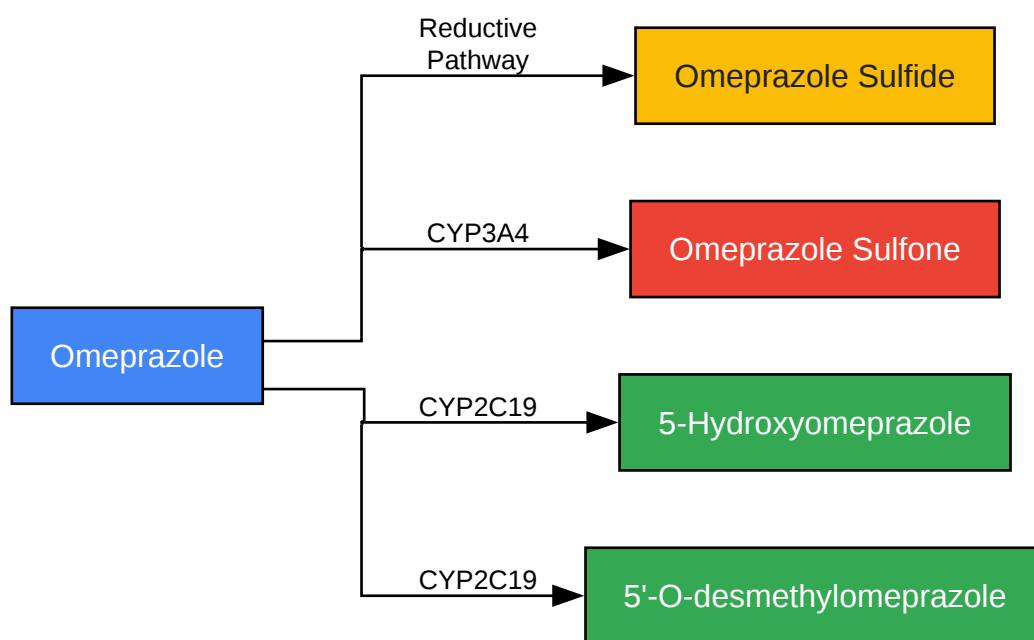 Reductive
Pathway
Omeprazole Sulfide
CYP3A4
Omeprazole Sulfone
Omeprazole
CYP2C19
5-Hydroxyomeprazole
CYP2C19
5'-O-desmethylomeprazole